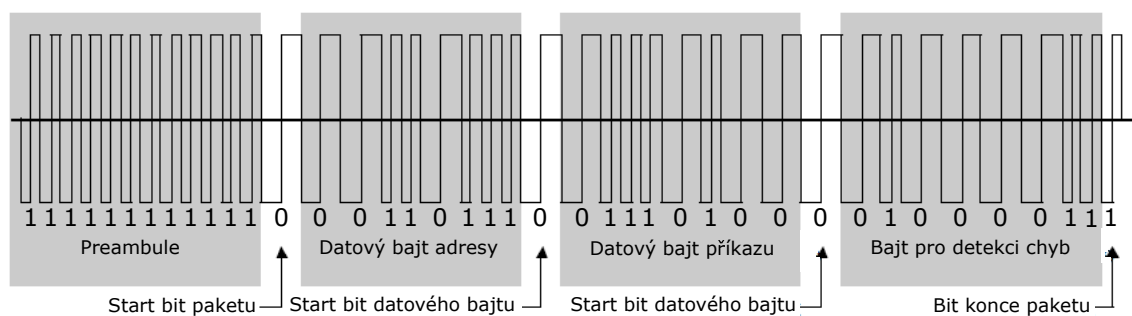 1 1 1 1 1 1 1 1 1 1 1 1 0 0 0 1 1 0 1 1 1 0 0 1 1 1 0 1 0 0 0 0 1 0 0 0 0 1 1 1
Preambule Datový bajt adresy Datový bajt příkazu Bajt pro detekci chyb
Start bit paketu Start bit datového bajtu Start bit datového bajtu Bit konce paketu